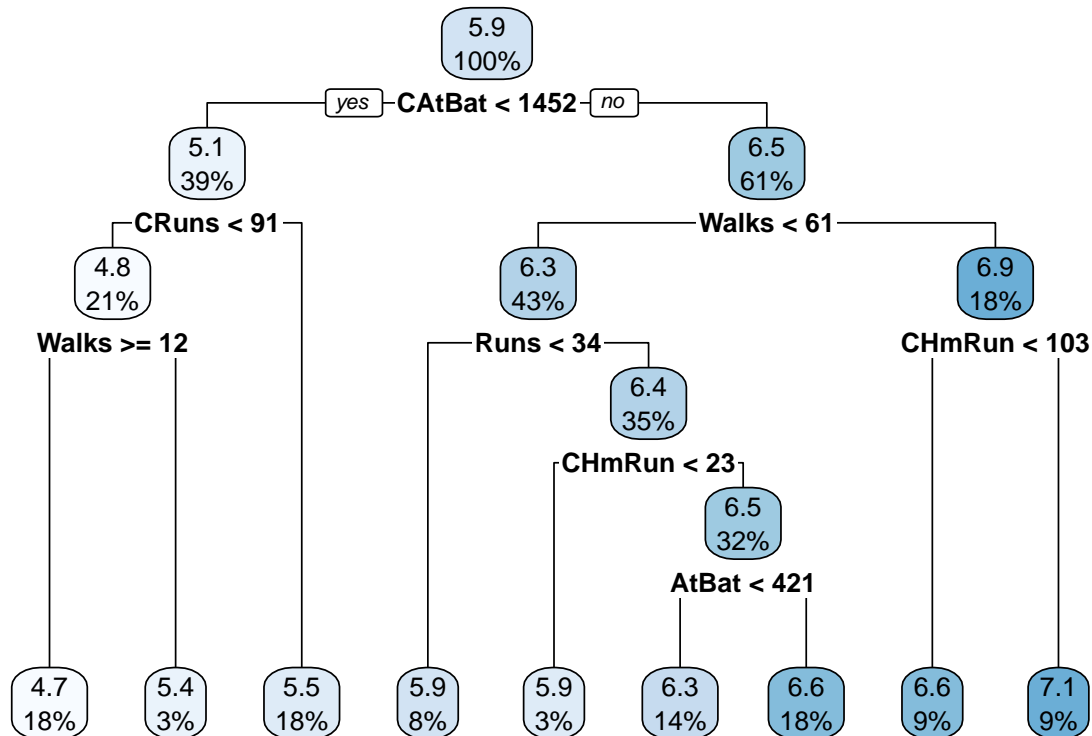 5.9
100%
yes CAtBat < 1452 no
5.1 6.5
39% 61%
CRuns < 91 Walks < 61
4.8 6.3 6.9
21% 43% 18%
Walks >= 12 Runs < 34 CHmRun < 103
6.4
35%
CHmRun < 23
6.5
32%
AtBat < 421
4.7 5.4 5.5 5.9 5.9 6.3 6.6 6.6 7.1
18% 3% 18% 8% 3% 14% 18% 9% 9%